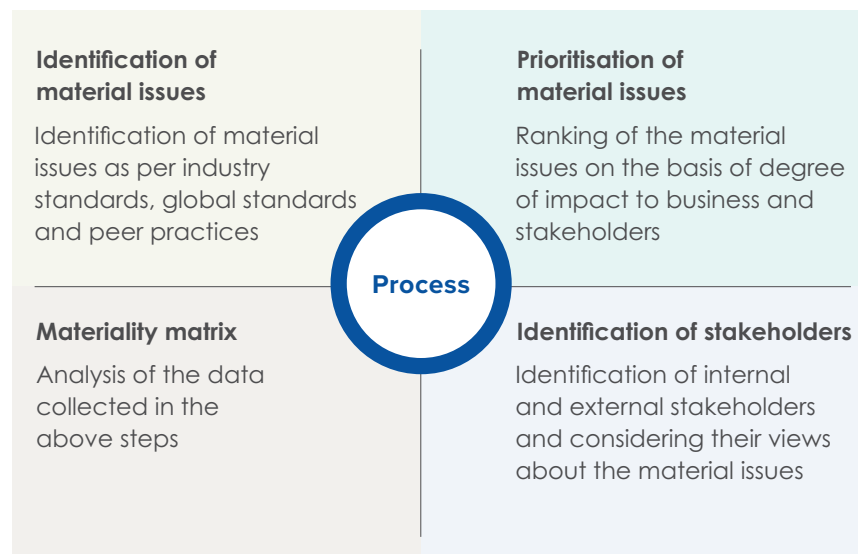 Identification of
material issues
Identification of material
issues as per industry
standards, global standards
and peer practices
Prioritisation of
material issues
Ranking of the material
issues on the basis of degree
of impact to business and
stakeholders
Process
Materiality matrix
Analysis of the data
collected in the
above steps
Identification of stakeholders
Identification of internal
and external stakeholders
and considering their views
about the material issues